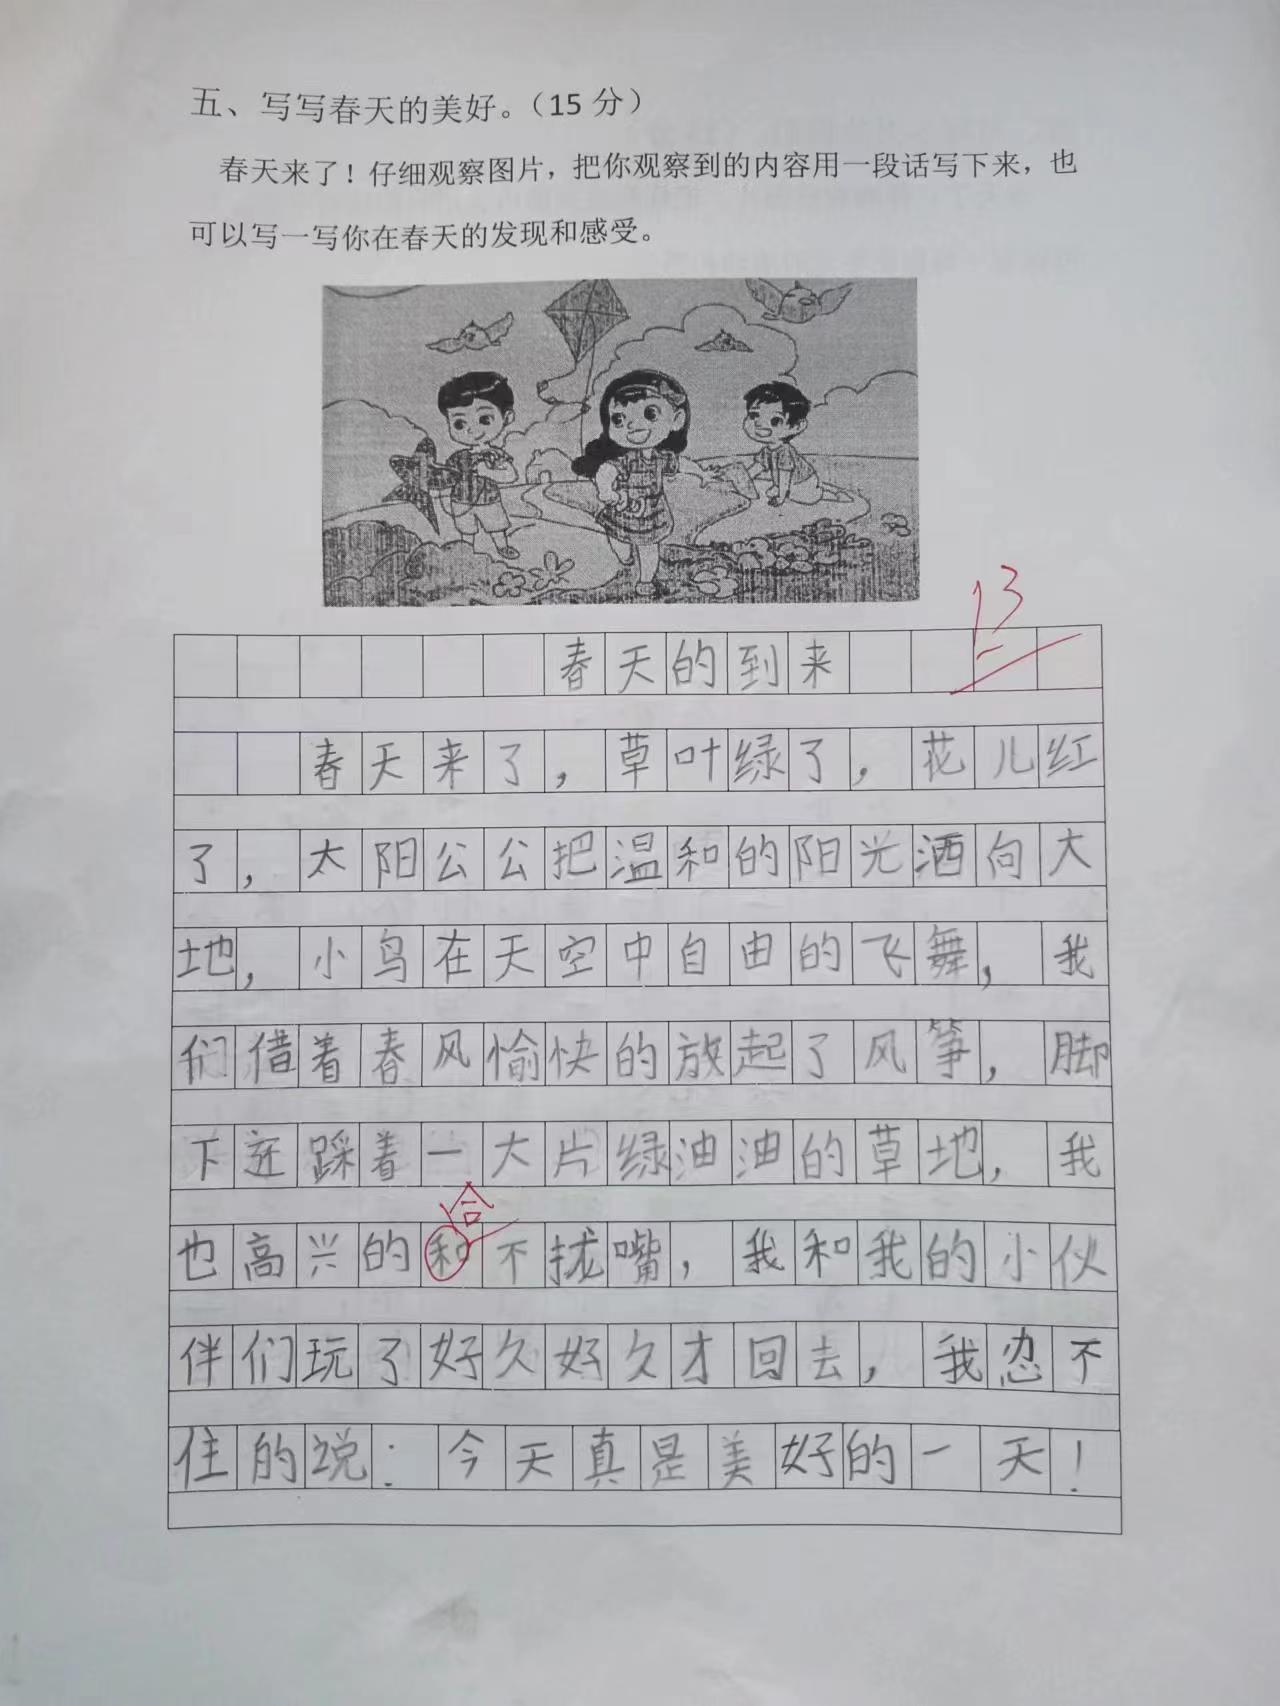 五、写写春天的美好。（15 分）
春天来了！仔细观察图片，把你观察到的内容用一段话写下来，也
可以写一写你在春天的发现和感受。
13
春天的到来
春天来了，草叶绿了，花儿红
了，太阳公公把温和的阳光洒向大
地，小鸟在天空中自由的飞舞，我
们借着春风愉快的放起了风筝，脚
下还踩着一大片绿油油的草地，我
合
也高兴的和不拢嘴，我和我的小伙
伴们玩了好久好久才回去，我忍不
住的说：今天真是美好的一天！